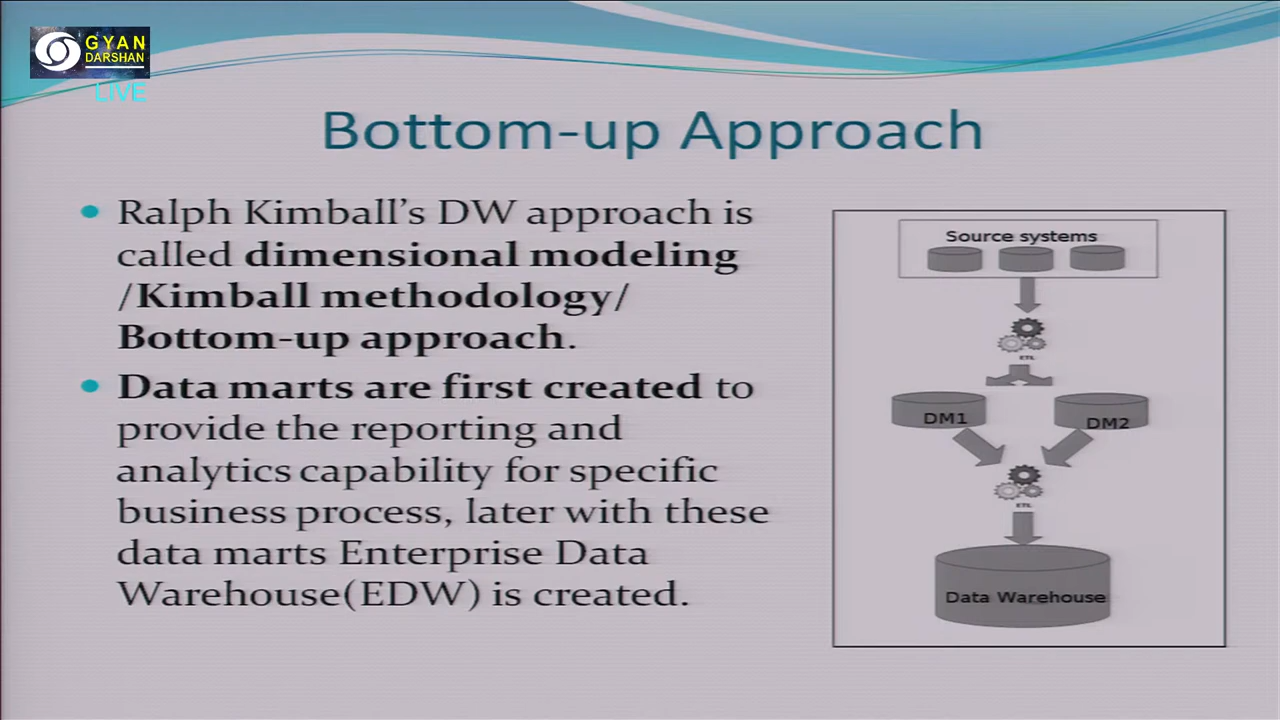 GYAN
DARSHAN
LIVE
Bottom-up Approach
• Ralph Kimball’s DW approach is
called dimensional modeling
/Kimball methodology/
Bottom-up approach.
• Data marts are first created to
provide the reporting and
analytics capability for specific
business process, later with these
data marts Enterprise Data
Warehouse(EDW) is created.
Source systems
ETL
DM1
DM2
ETL
Data Warehouse